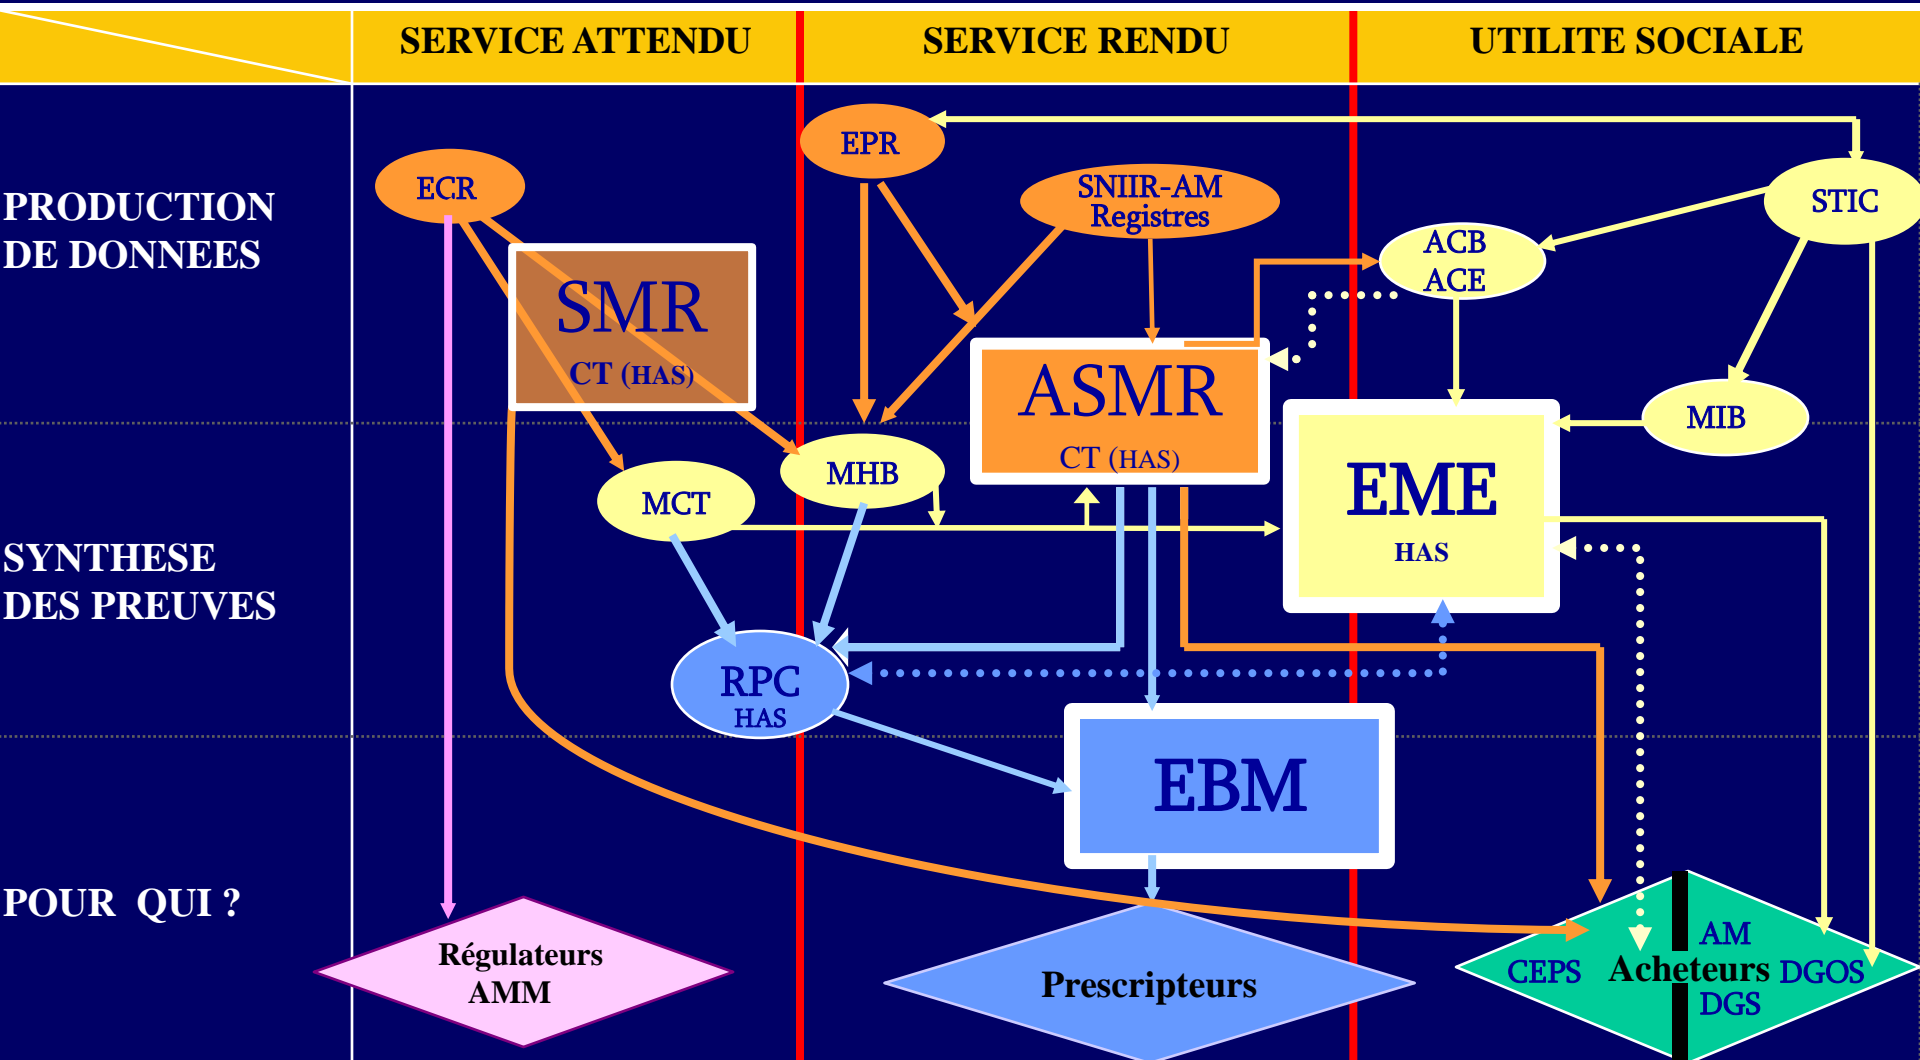 SERVICE ATTENDU
SERVICE RENDU
UTILITE SOCIALE
PRODUCTION
DE DONNEES
ECR
EPR
SNIIR-AM
Registres
STIC
ACB
ACE
SMR
CT (HAS)
ASMR
CT (HAS)
MIB
SYNTHESE
DES PREUVES
MCT
MHB
EME
HAS
RPC
HAS
EBM
POUR QUI ?
Régulateurs
AMM
Prescripteurs
AM
CEPS Acheteurs DGOS
DGS